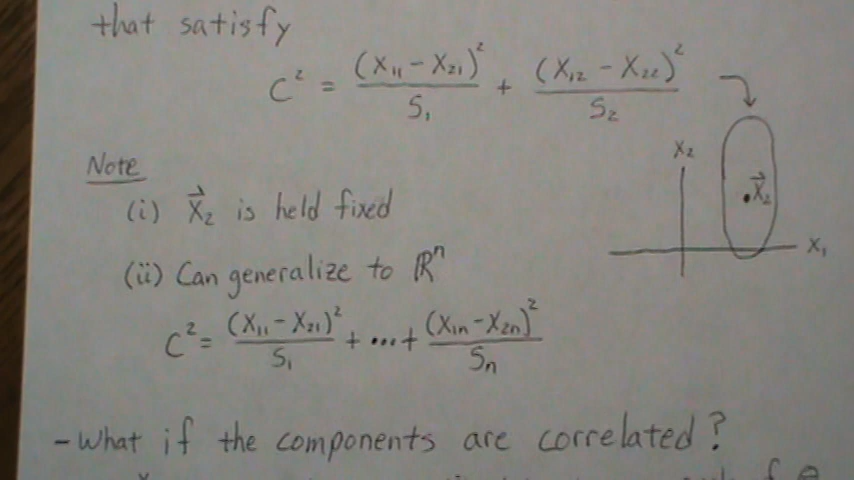 that satisfy
C² = (X₁₁ - X₂₁)²/S₁ + (X₁₂ - X₂₂)²/S₂
Note
(i) X⃗₂ is held fixed
(ii) Can generalize to ℝⁿ
C² = (X₁₁ - X₂₁)²/S₁ + ••• + (X₁ₙ - X₂ₙ)²/Sₙ
X₂
X⃗₂
X₁
- What if the components are correlated?